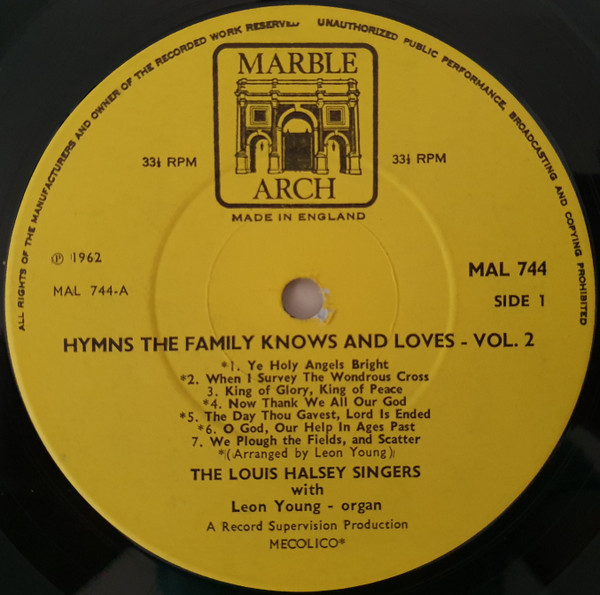 ALL RIGHTS OF THE MANUFACTURERS AND OWNER OF THE RECORDED WORK RESERVED UNAUTHORIZED PUBLIC PERFORMANCE, BROADCASTING AND COPYING PROHIBITED
MARBLE
ARCH
33⅓ RPM
33⅓ RPM
MADE IN ENGLAND
℗ 1962
MAL 744-A
MAL 744
SIDE 1
HYMNS THE FAMILY KNOWS AND LOVES - VOL. 2
*1. Ye Holy Angels Bright
*2. When I Survey The Wondrous Cross
3. King of Glory, King of Peace
*4. Now Thank We All Our God
*5. The Day Thou Gavest, Lord Is Ended
*6. O God, Our Help In Ages Past
7. We Plough the Fields, and Scatter
*(Arranged by Leon Young)
THE LOUIS HALSEY SINGERS
with
Leon Young - organ
A Record Supervision Production
MECOLICO*